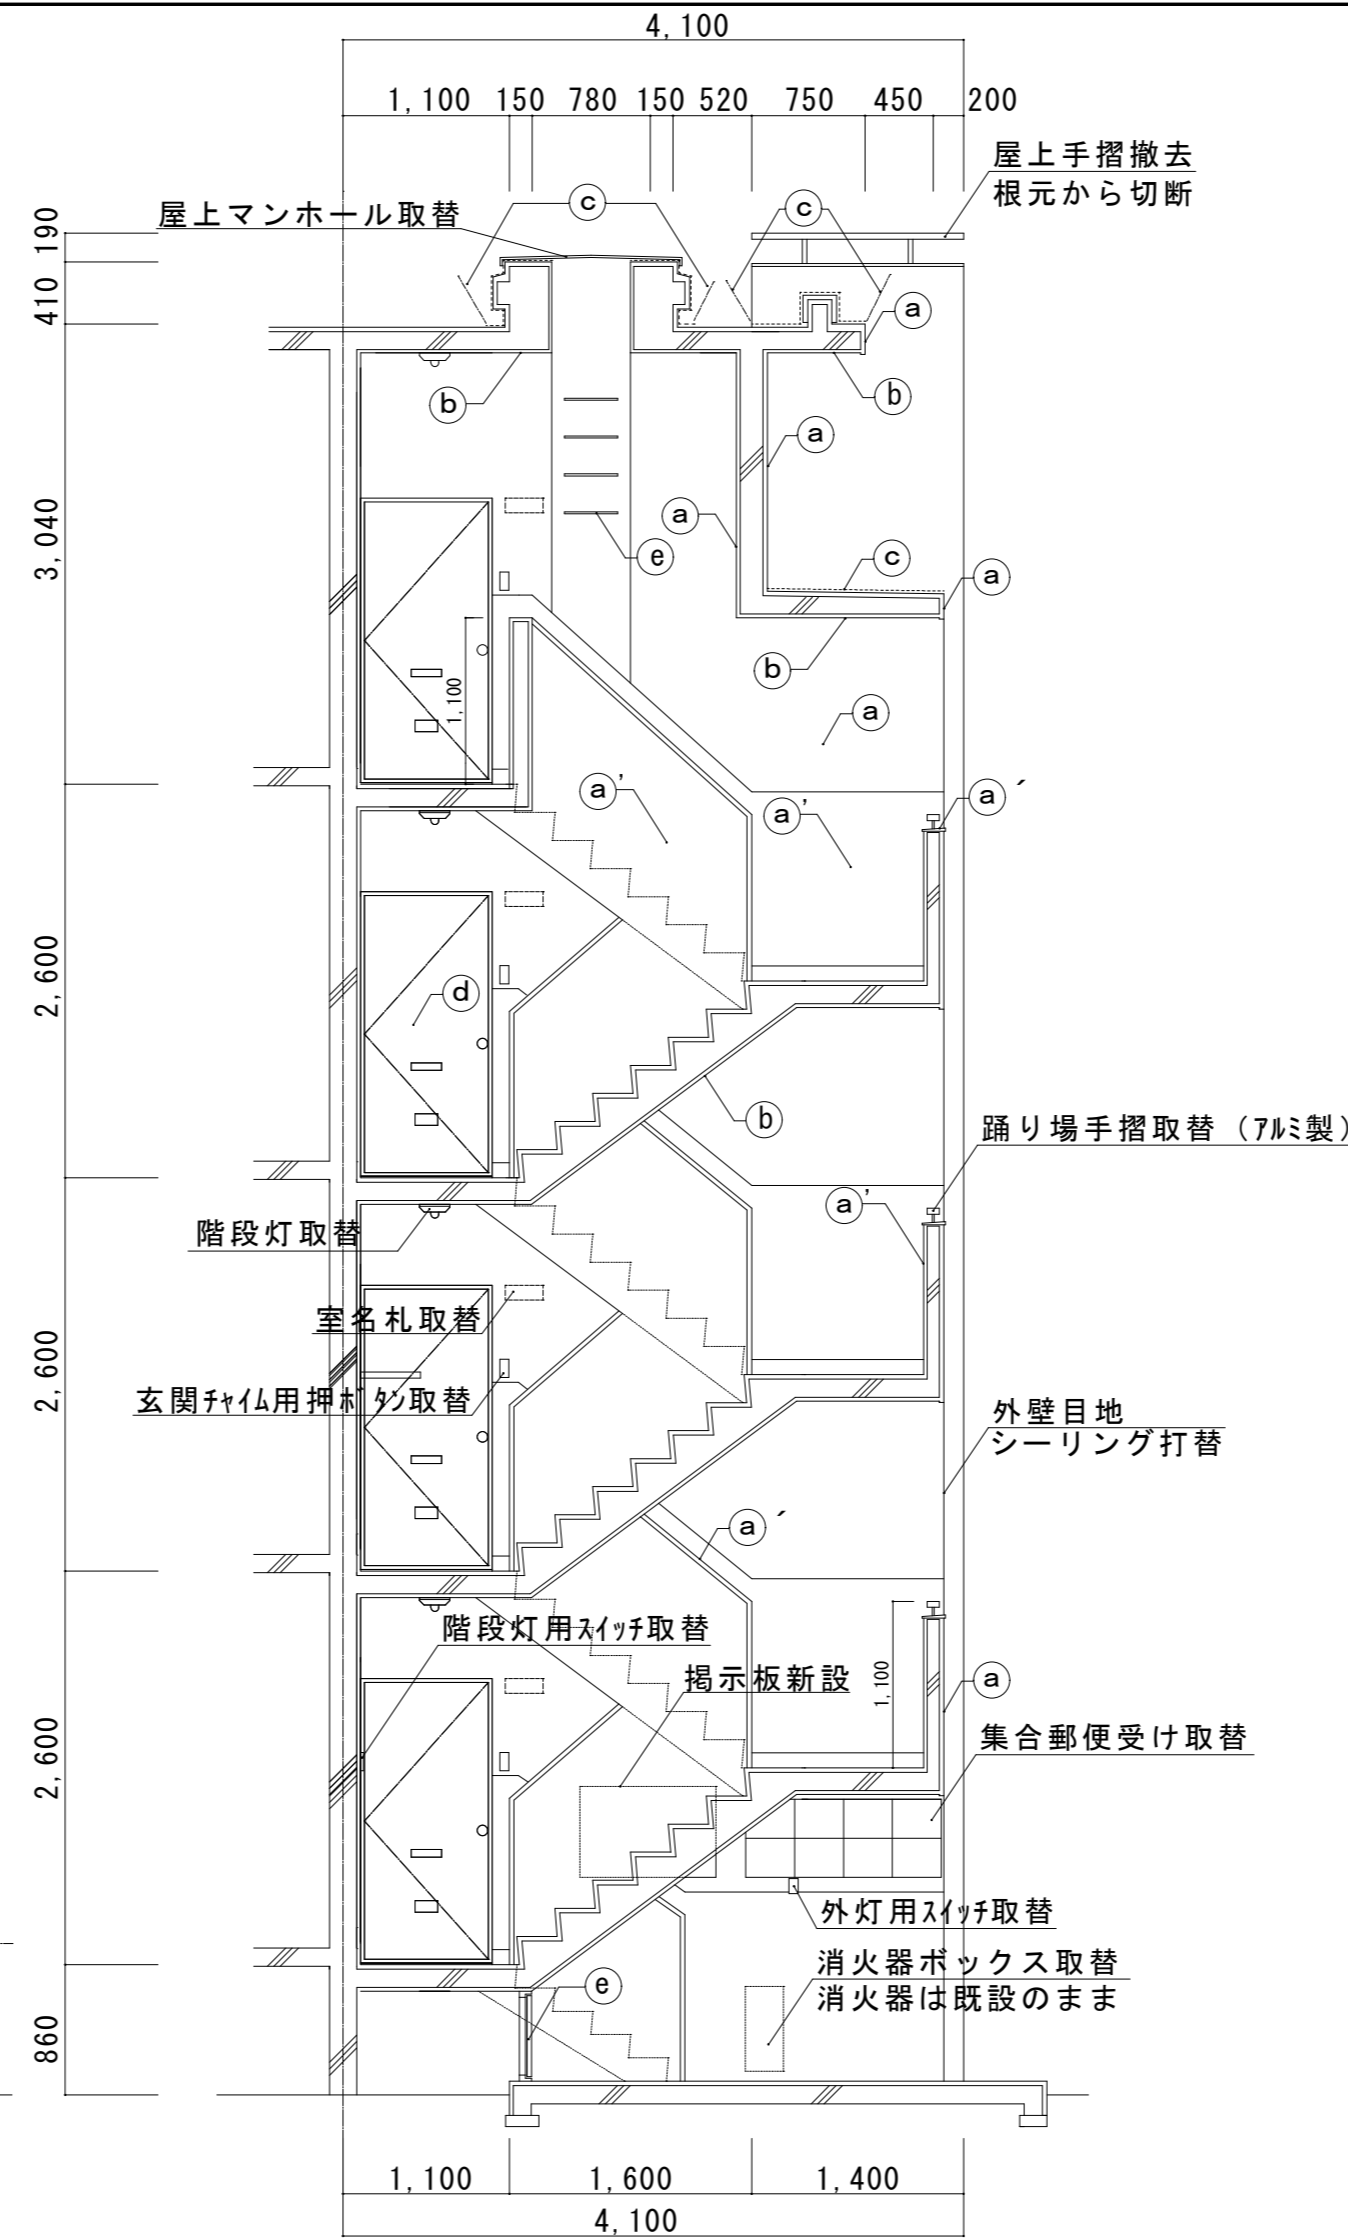 4,100
1,100 150 780 150 520 750 450 200
屋上手摺撤去
根元から切断
屋上マンホール取替
c
c
190
410
a
b
b
a
3,040
a
e
c
a
b
1,100
a
a'
a'
a´
2,600
d
b
踊り場手摺取替（アルミ製）
a'
階段灯取替
室名札取替
2,600
玄関チャイム用押ボタン取替
外壁目地
シーリング打替
a´
階段灯用スイッチ取替
掲示板新設
1,100
a
集合郵便受け取替
2,600
外灯用スイッチ取替
消火器ボックス取替
消火器は既設のまま
e
860
1,100 1,600 1,400
4,100